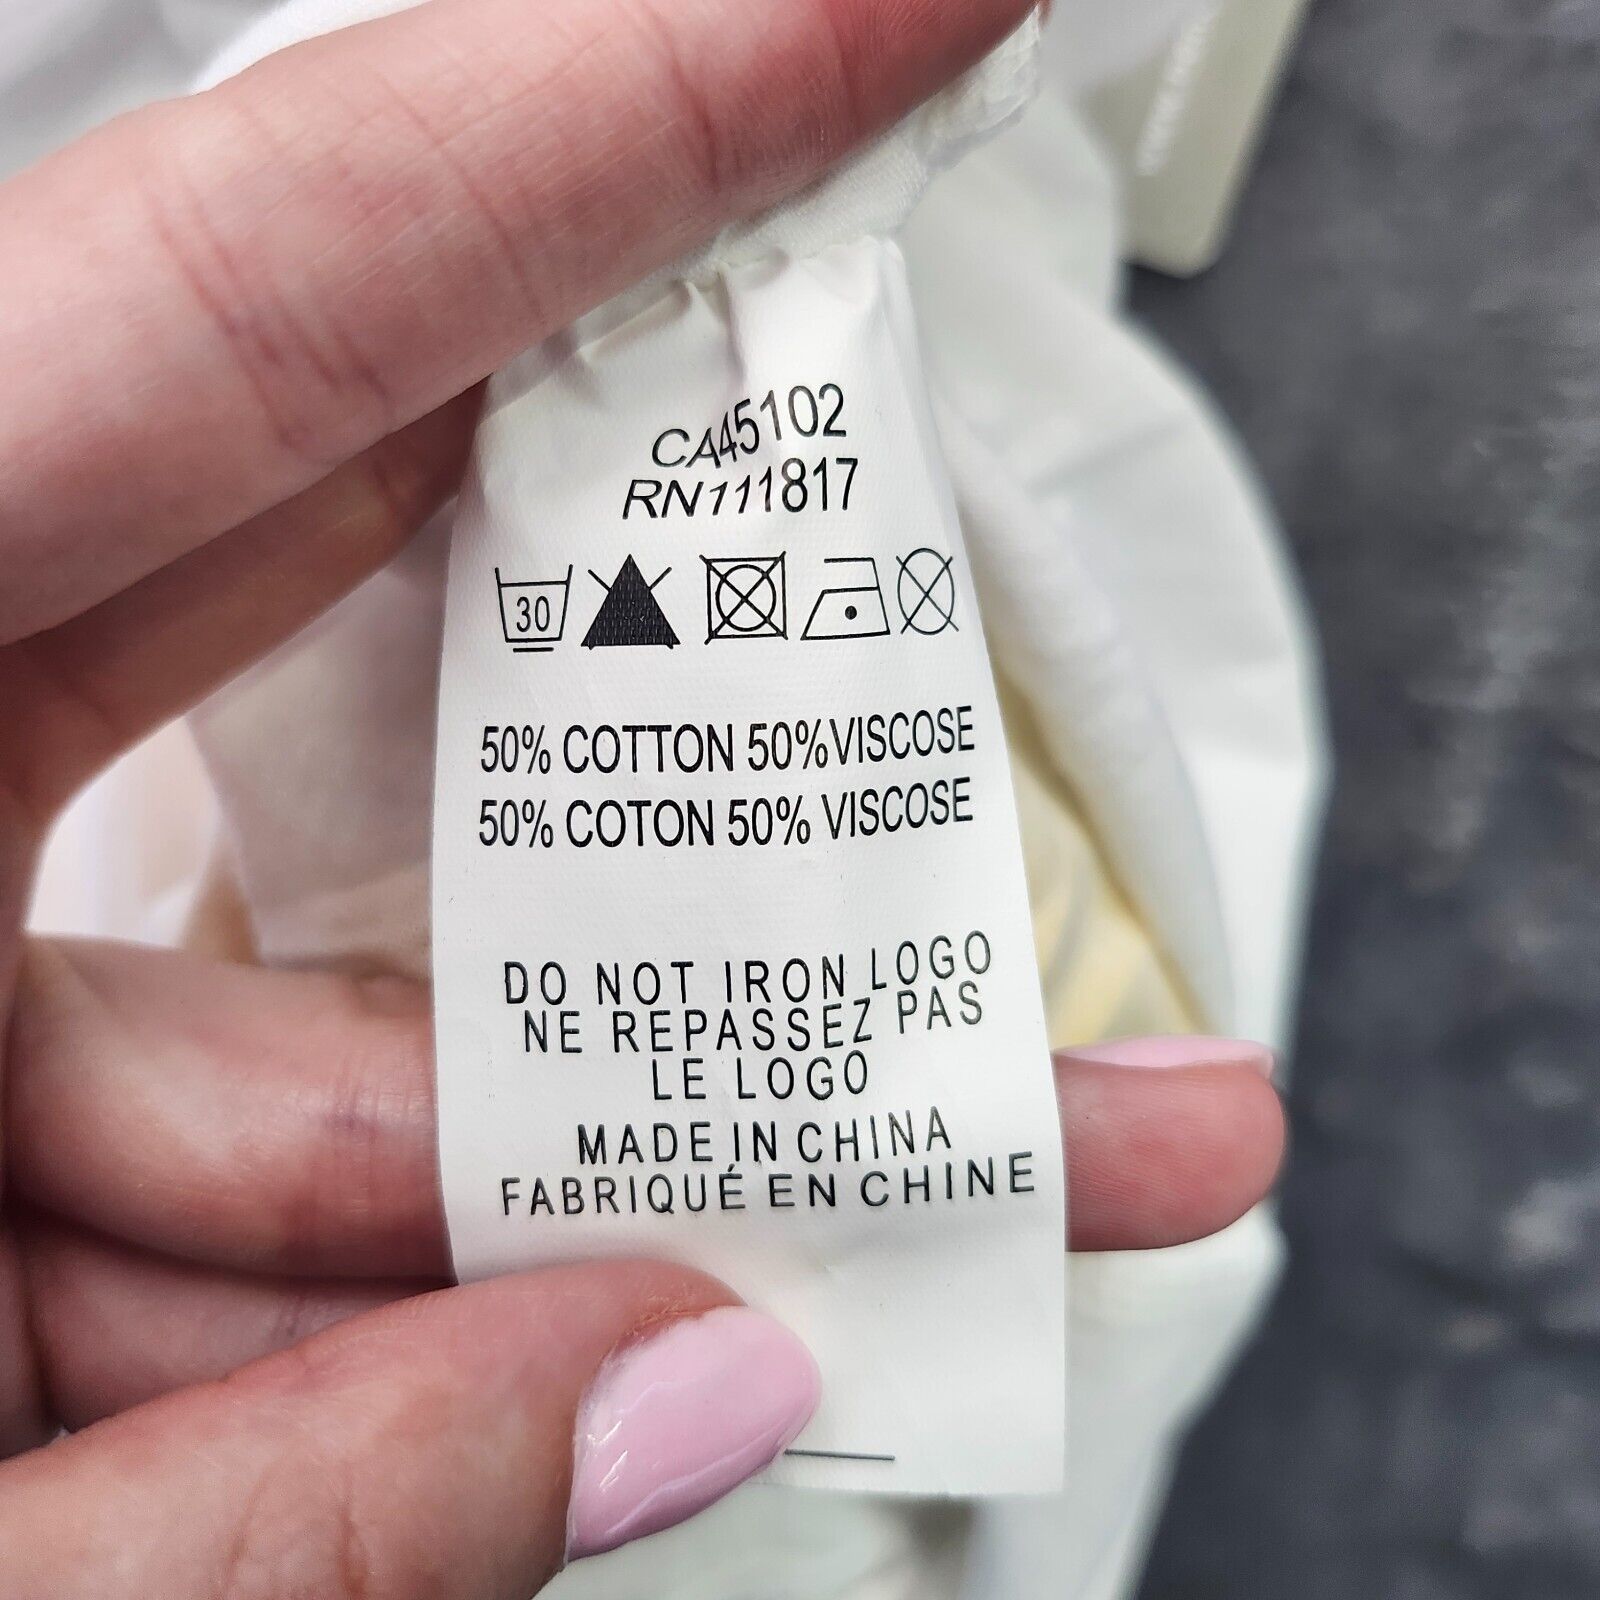 CA45102
RN111817
30
50% COTTON 50%VISCOSE
50% COTON 50% VISCOSE
DO NOT IRON LOGO
NE REPASSEZ PAS
LE LOGO
MADE IN CHINA
FABRIQUÉ EN CHINE